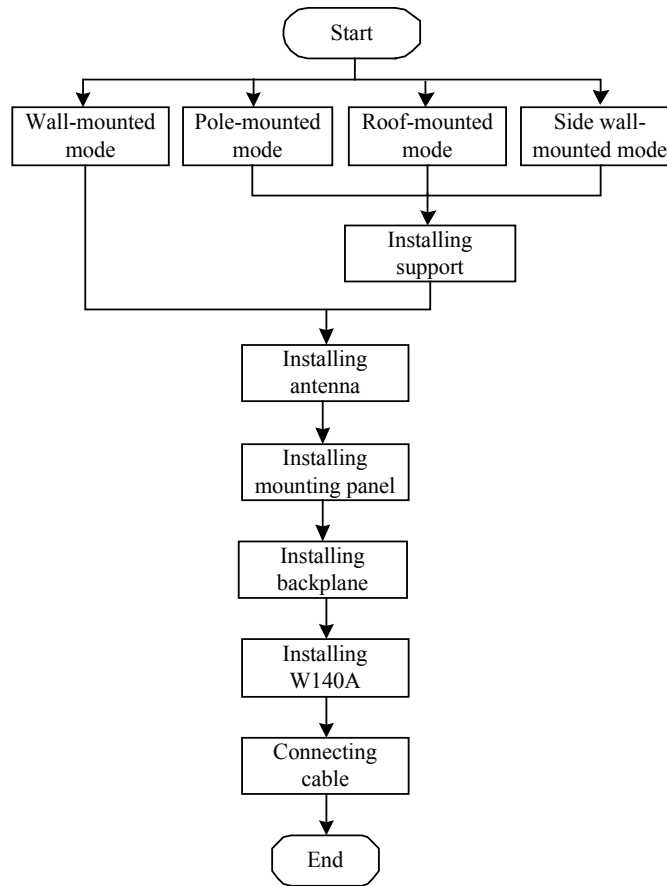 Start
Wall-mounted
mode
Pole-mounted
mode
Roof-mounted
mode
Side wall-
mounted mode
Installing
support
Installing
antenna
Installing
mounting panel
Installing
backplane
Installing
W140A
Connecting
cable
End